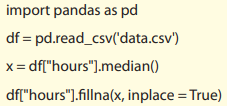 import pandas as pd
df = pd.read_csv('data.csv')
x = df["hours"].median()
df["hours"].fillna(x, inplace = True)